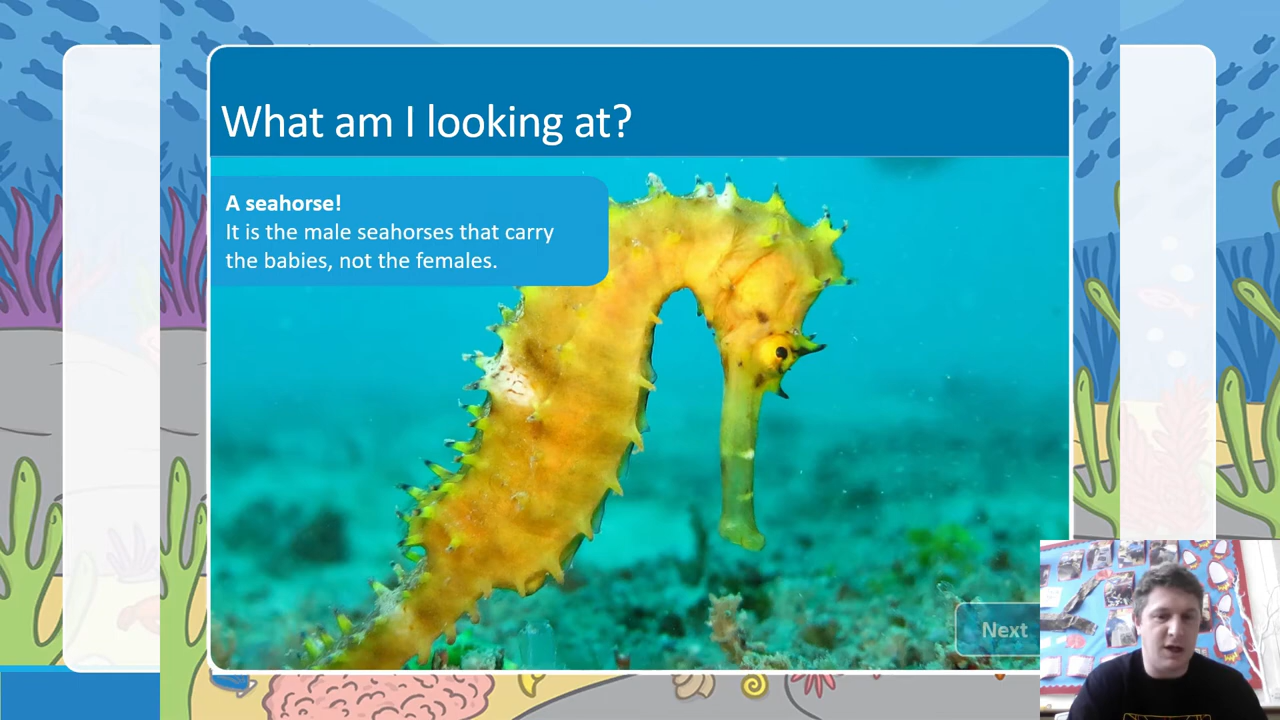 What am I looking at?
A seahorse!
It is the male seahorses that carry
the babies, not the females.
Next